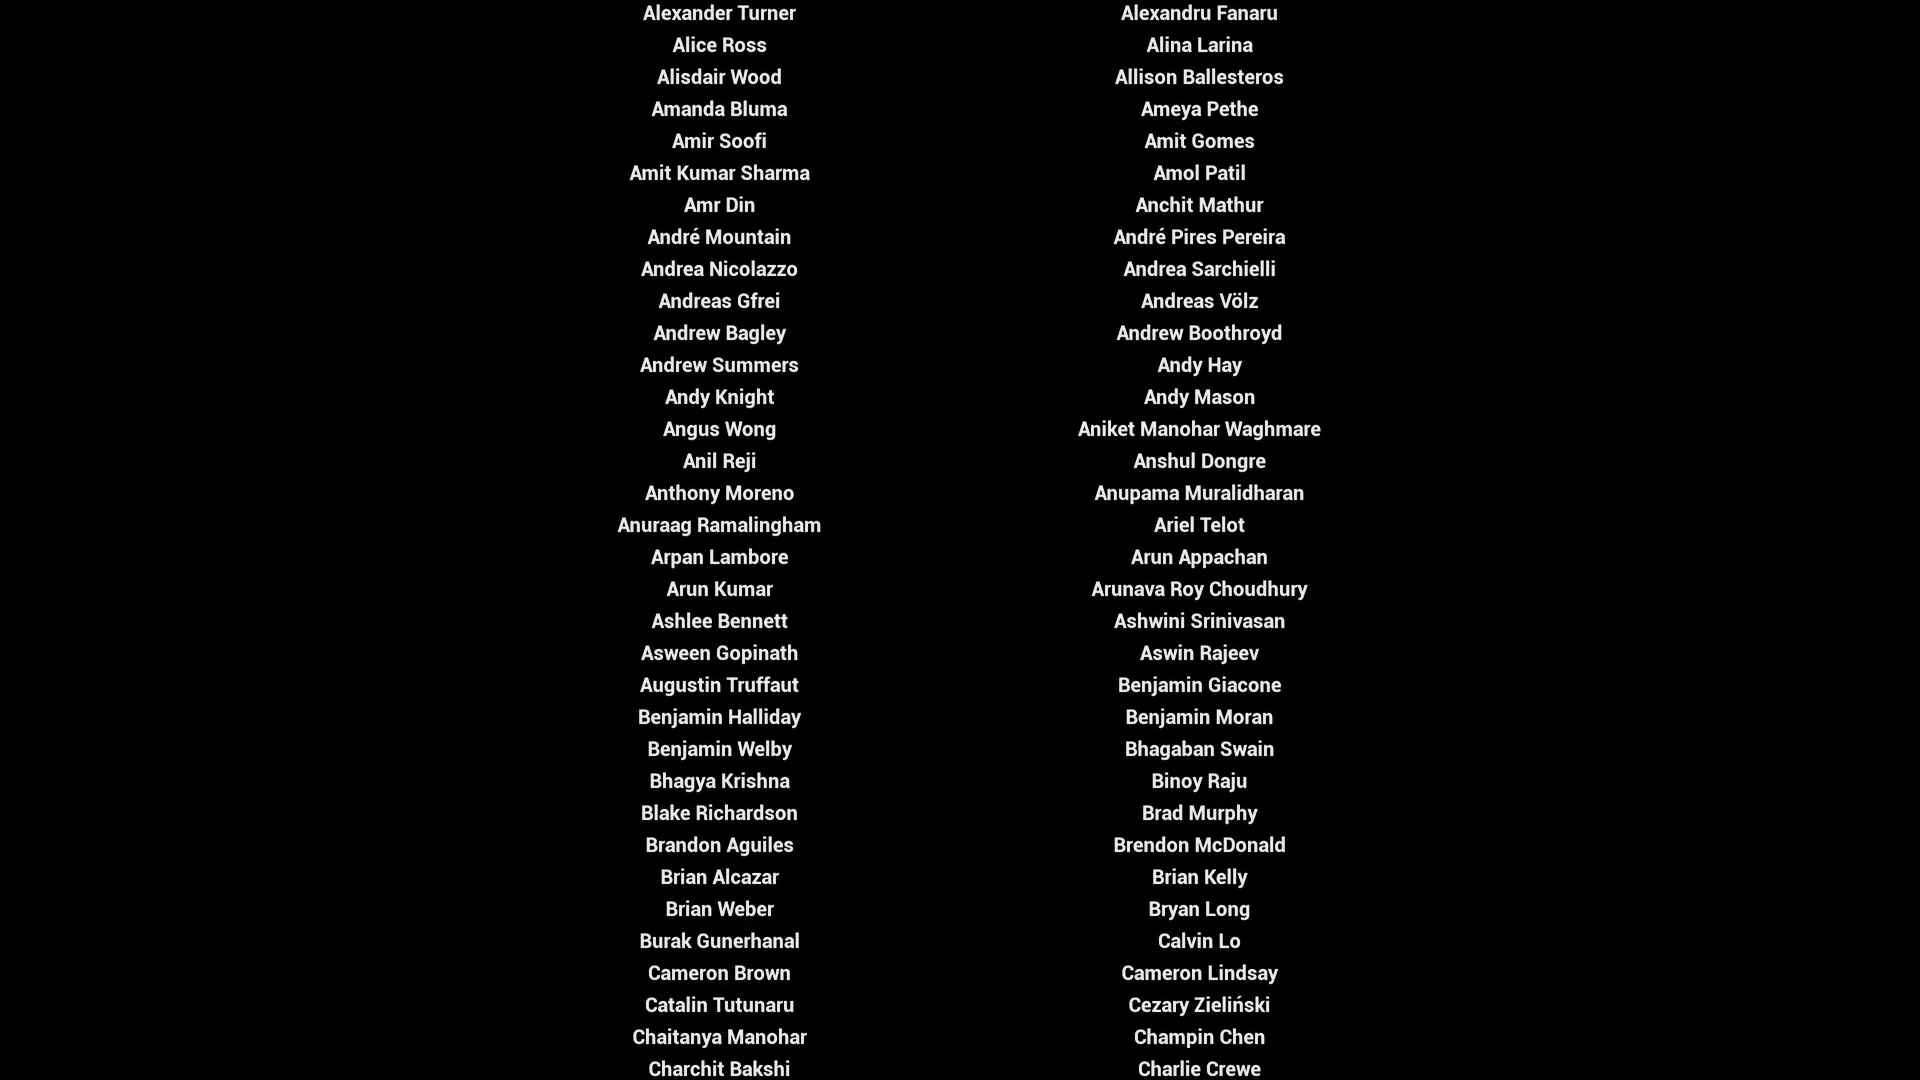 Alexander Turner Alexandru Fanaru
Alice Ross Alina Larina
Alisdair Wood Allison Ballesteros
Amanda Bluma Ameya Pethe
Amir Soofi Amit Gomes
Amit Kumar Sharma Amol Patil
Amr Din Anchit Mathur
André Mountain André Pires Pereira
Andrea Nicolazzo Andrea Sarchielli
Andreas Gfrei Andreas Völz
Andrew Bagley Andrew Boothroyd
Andrew Summers Andy Hay
Andy Knight Andy Mason
Angus Wong Aniket Manohar Waghmare
Anil Reji Anshul Dongre
Anthony Moreno Anupama Muralidharan
Anuraag Ramalingham Ariel Telot
Arpan Lambore Arun Appachan
Arun Kumar Arunava Roy Choudhury
Ashlee Bennett Ashwini Srinivasan
Asween Gopinath Aswin Rajeev
Augustin Truffaut Benjamin Giacone
Benjamin Halliday Benjamin Moran
Benjamin Welby Bhagaban Swain
Bhagya Krishna Binoy Raju
Blake Richardson Brad Murphy
Brandon Aguiles Brendon McDonald
Brian Alcazar Brian Kelly
Brian Weber Bryan Long
Burak Gunerhanal Calvin Lo
Cameron Brown Cameron Lindsay
Catalin Tutunaru Cezary Zieliński
Chaitanya Manohar Champin Chen
Charchit Bakshi Charlie Crewe